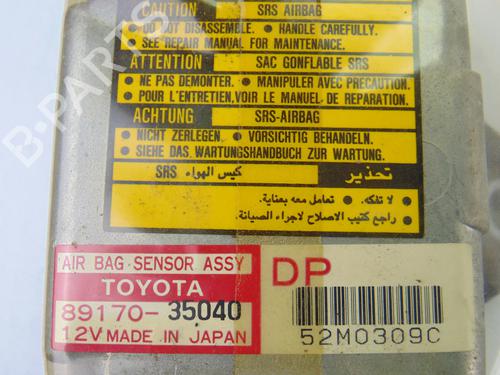 CAUTION SRS AIRBAG
● DO NOT DISASSEMBLE. ● HANDLE CAREFULLY.
● SEE REPAIR MANUAL FOR MAINTENANCE.
ATTENTION SAC GONFLABLE SRS
● NE PAS DEMONTER. ● MANIPULER AVEC PRECAUTION.
● POUR L'ENTRETIEN, VOIR LE MANUEL DE REPARATION.
ACHTUNG SRS-AIRBAG
● NICHT ZERLEGEN. ● VORSICHTIG BEHANDELN.
● SIEHE DAS WARTUNGSHANDBUCH ZUR WARTUNG.
تحذير كيس الهواء SRS
● لا تفكه. ● تعامل معه بعناية.
● راجع كتيب الاصلاح لاجراء الصيانة.
AIR BAG SENSOR ASSY
TOYOTA
89170-35040
12V MADE IN JAPAN
DP
52M0309C
B-PARTS